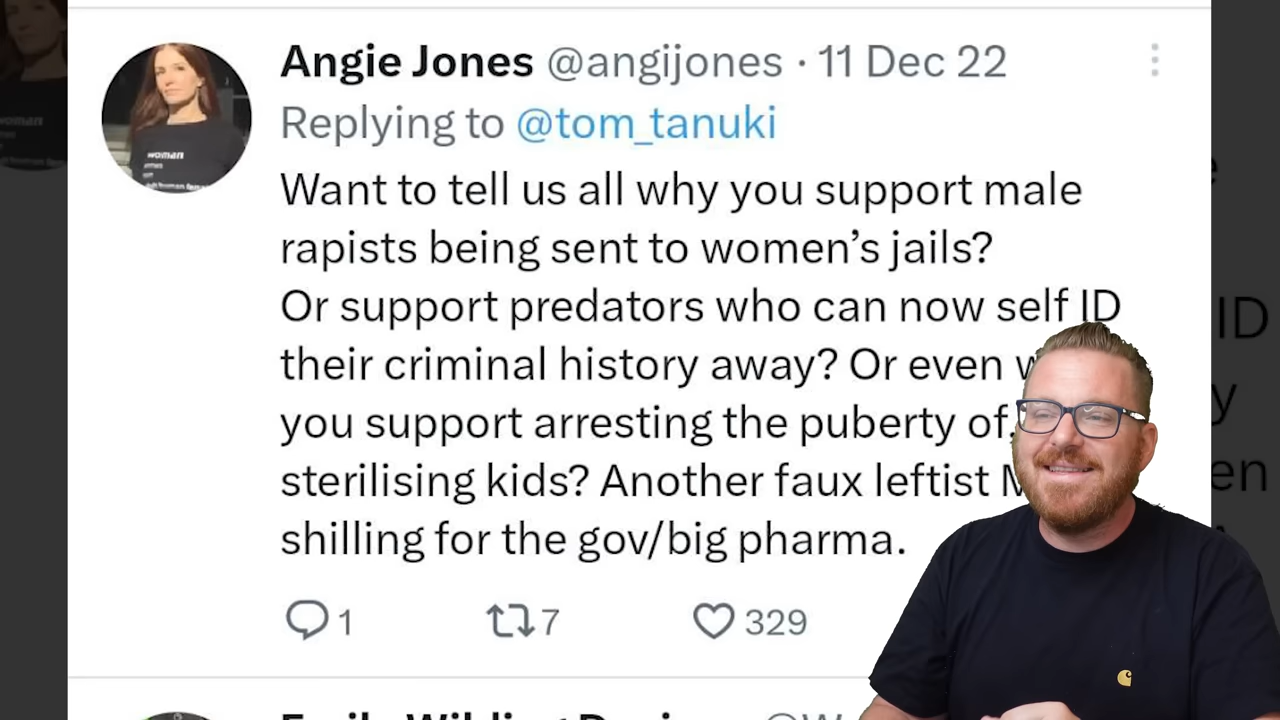 Angie Jones @angijones · 11 Dec 22
Replying to @tom_tanuki
Want to tell us all why you support male
rapists being sent to women’s jails?
Or support predators who can now self ID
their criminal history away? Or even
you support arresting the puberty of,
sterilising kids? Another faux leftist
shilling for the gov/big pharma.
1 7 329
woman
ID
en